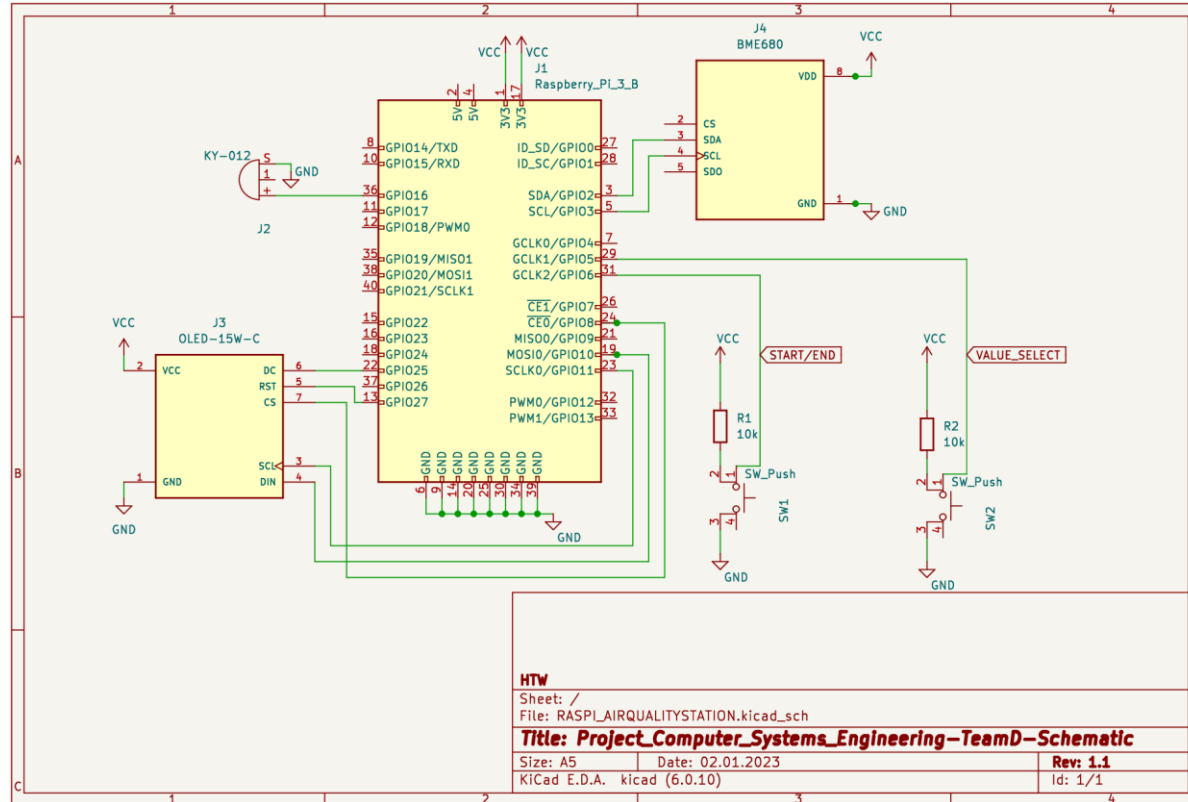 1 2 3 4
A
B
C
VCC VCC
J1
Raspberry_Pi_3_B
2 4 1 17
5V 5V 3V3 3V3
8 GPIO14/TXD
10 GPIO15/RXD
36 GPIO16
11 GPIO17
12 GPIO18/PWM0
35 GPIO19/MISO1
38 GPIO20/MOSI1
40 GPIO21/SCLK1
15 GPIO22
16 GPIO23
18 GPIO24
22 GPIO25
37 GPIO26
13 GPIO27
ID_SD/GPIO0 27
ID_SC/GPIO1 28
SDA/GPIO2 3
SCL/GPIO3 5
GCLK0/GPIO4 7
GCLK1/GPIO5 29
GCLK2/GPIO6 31
CE1/GPIO7 26
CE0/GPIO8 24
MISO0/GPIO9 21
MOSI0/GPIO10 19
SCLK0/GPIO11 23
PWM0/GPIO12 32
PWM1/GPIO13 33
GND GND GND GND GND GND GND GND
6 9 14 20 25 30 34 39
GND
KY-012
S
1
+
GND
J2
J4
BME680
VCC
VDD 8
2 CS
3 SDA
4 SCL
5 SDO
GND 1
GND
J3
OLED-15W-C
VCC
2 VCC
DC 6
RST 5
CS 7
SCL 3
DIN 4
1 GND
GND
START/END
VALUE_SELECT
VCC
R1
10k
2 1
SW_Push
SW1
3 4
GND
VCC
R2
10k
2 1
SW_Push
SW2
3 4
GND
HTW
Sheet: /
File: RASPI_AIRQUALITYSTATION.kicad_sch
Title: Project_Computer_Systems_Engineering-TeamD-Schematic
Size: A5 Date: 02.01.2023 Rev: 1.1
KiCad E.D.A. kicad (6.0.10) Id: 1/1
1 2 3 4